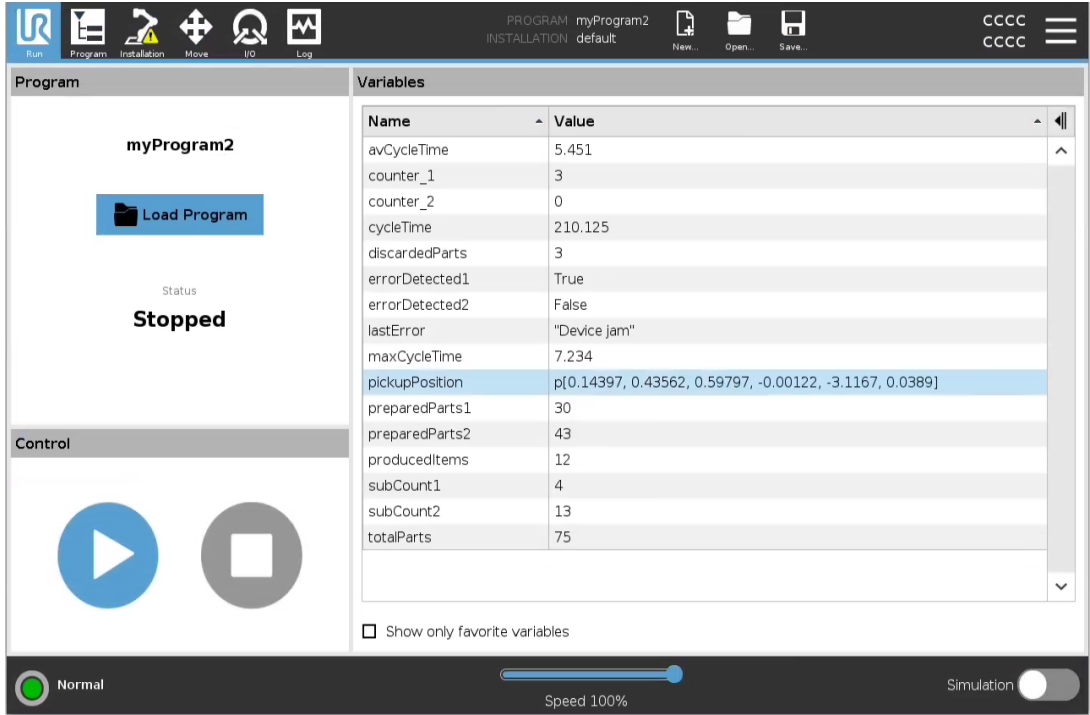 PROGRAM myProgram2
INSTALLATION default
CCCC
CCCC
UR
Run
Program
Installation
Move
I/O
Log
New...
Open...
Save...
Program
myProgram2
Load Program
Status
Stopped
Control
Variables
Name Value
avCycleTime 5.451
counter_1 3
counter_2 0
cycleTime 210.125
discardedParts 3
errorDetected1 True
errorDetected2 False
lastError "Device jam"
maxCycleTime 7.234
pickupPosition p[0.14397, 0.43562, 0.59797, -0.00122, -3.1167, 0.0389]
preparedParts1 30
preparedParts2 43
producedItems 12
subCount1 4
subCount2 13
totalParts 75
Show only favorite variables
Normal
Speed 100%
Simulation